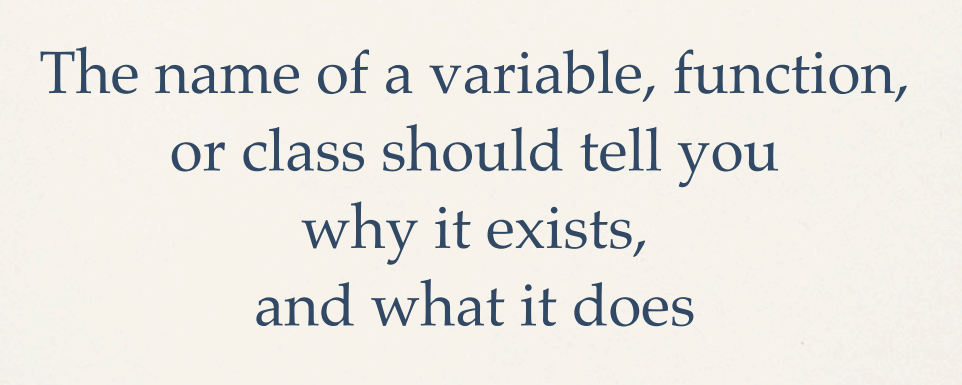 The name of a variable, function,
or class should tell you
why it exists,
and what it does